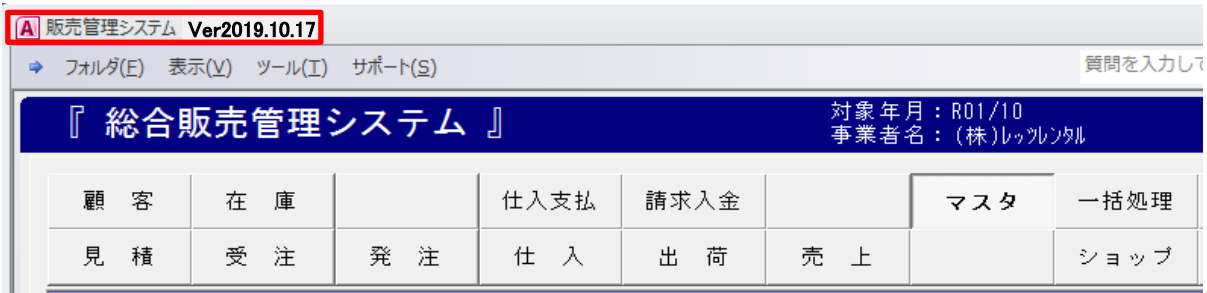 A 販売管理システム Ver2019.10.17
フォルダ(F) 表示(V) ツール(T) サポート(S) 質問を入力して
『 総合販売管理システム 』
対象年月：R01/10
事業者名：(株)ﾚｯﾂﾚﾝﾀﾙ
顧 客 在 庫 仕入支払 請求入金 マスタ 一括処理
見 積 受 注 発 注 仕 入 出 荷 売 上 ショップ